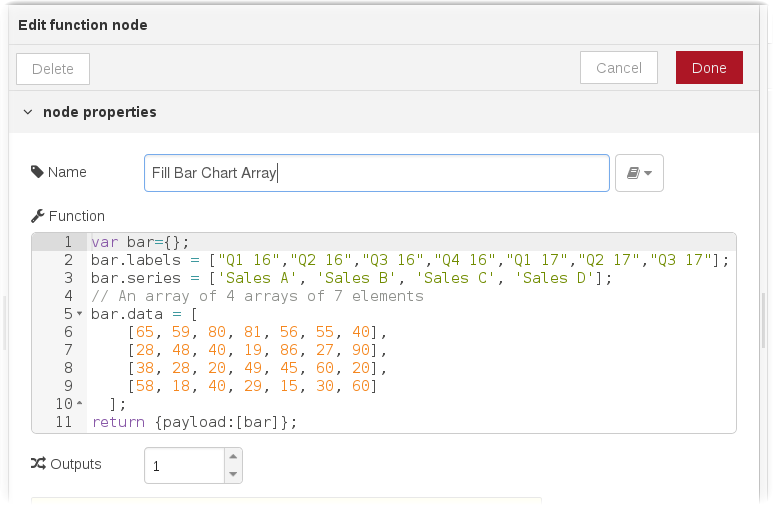 Edit function node
Delete Cancel Done
node properties
Name Fill Bar Chart Array
Function
1 var bar={};
2 bar.labels = ["Q1 16","Q2 16","Q3 16","Q4 16","Q1 17","Q2 17","Q3 17"];
3 bar.series = ['Sales A', 'Sales B', 'Sales C', 'Sales D'];
4 // An array of 4 arrays of 7 elements
5 bar.data = [
6 [65, 59, 80, 81, 56, 55, 40],
7 [28, 48, 40, 19, 86, 27, 90],
8 [38, 28, 20, 49, 45, 60, 20],
9 [58, 18, 40, 29, 15, 30, 60]
10 ];
11 return {payload:[bar]};
Outputs 1